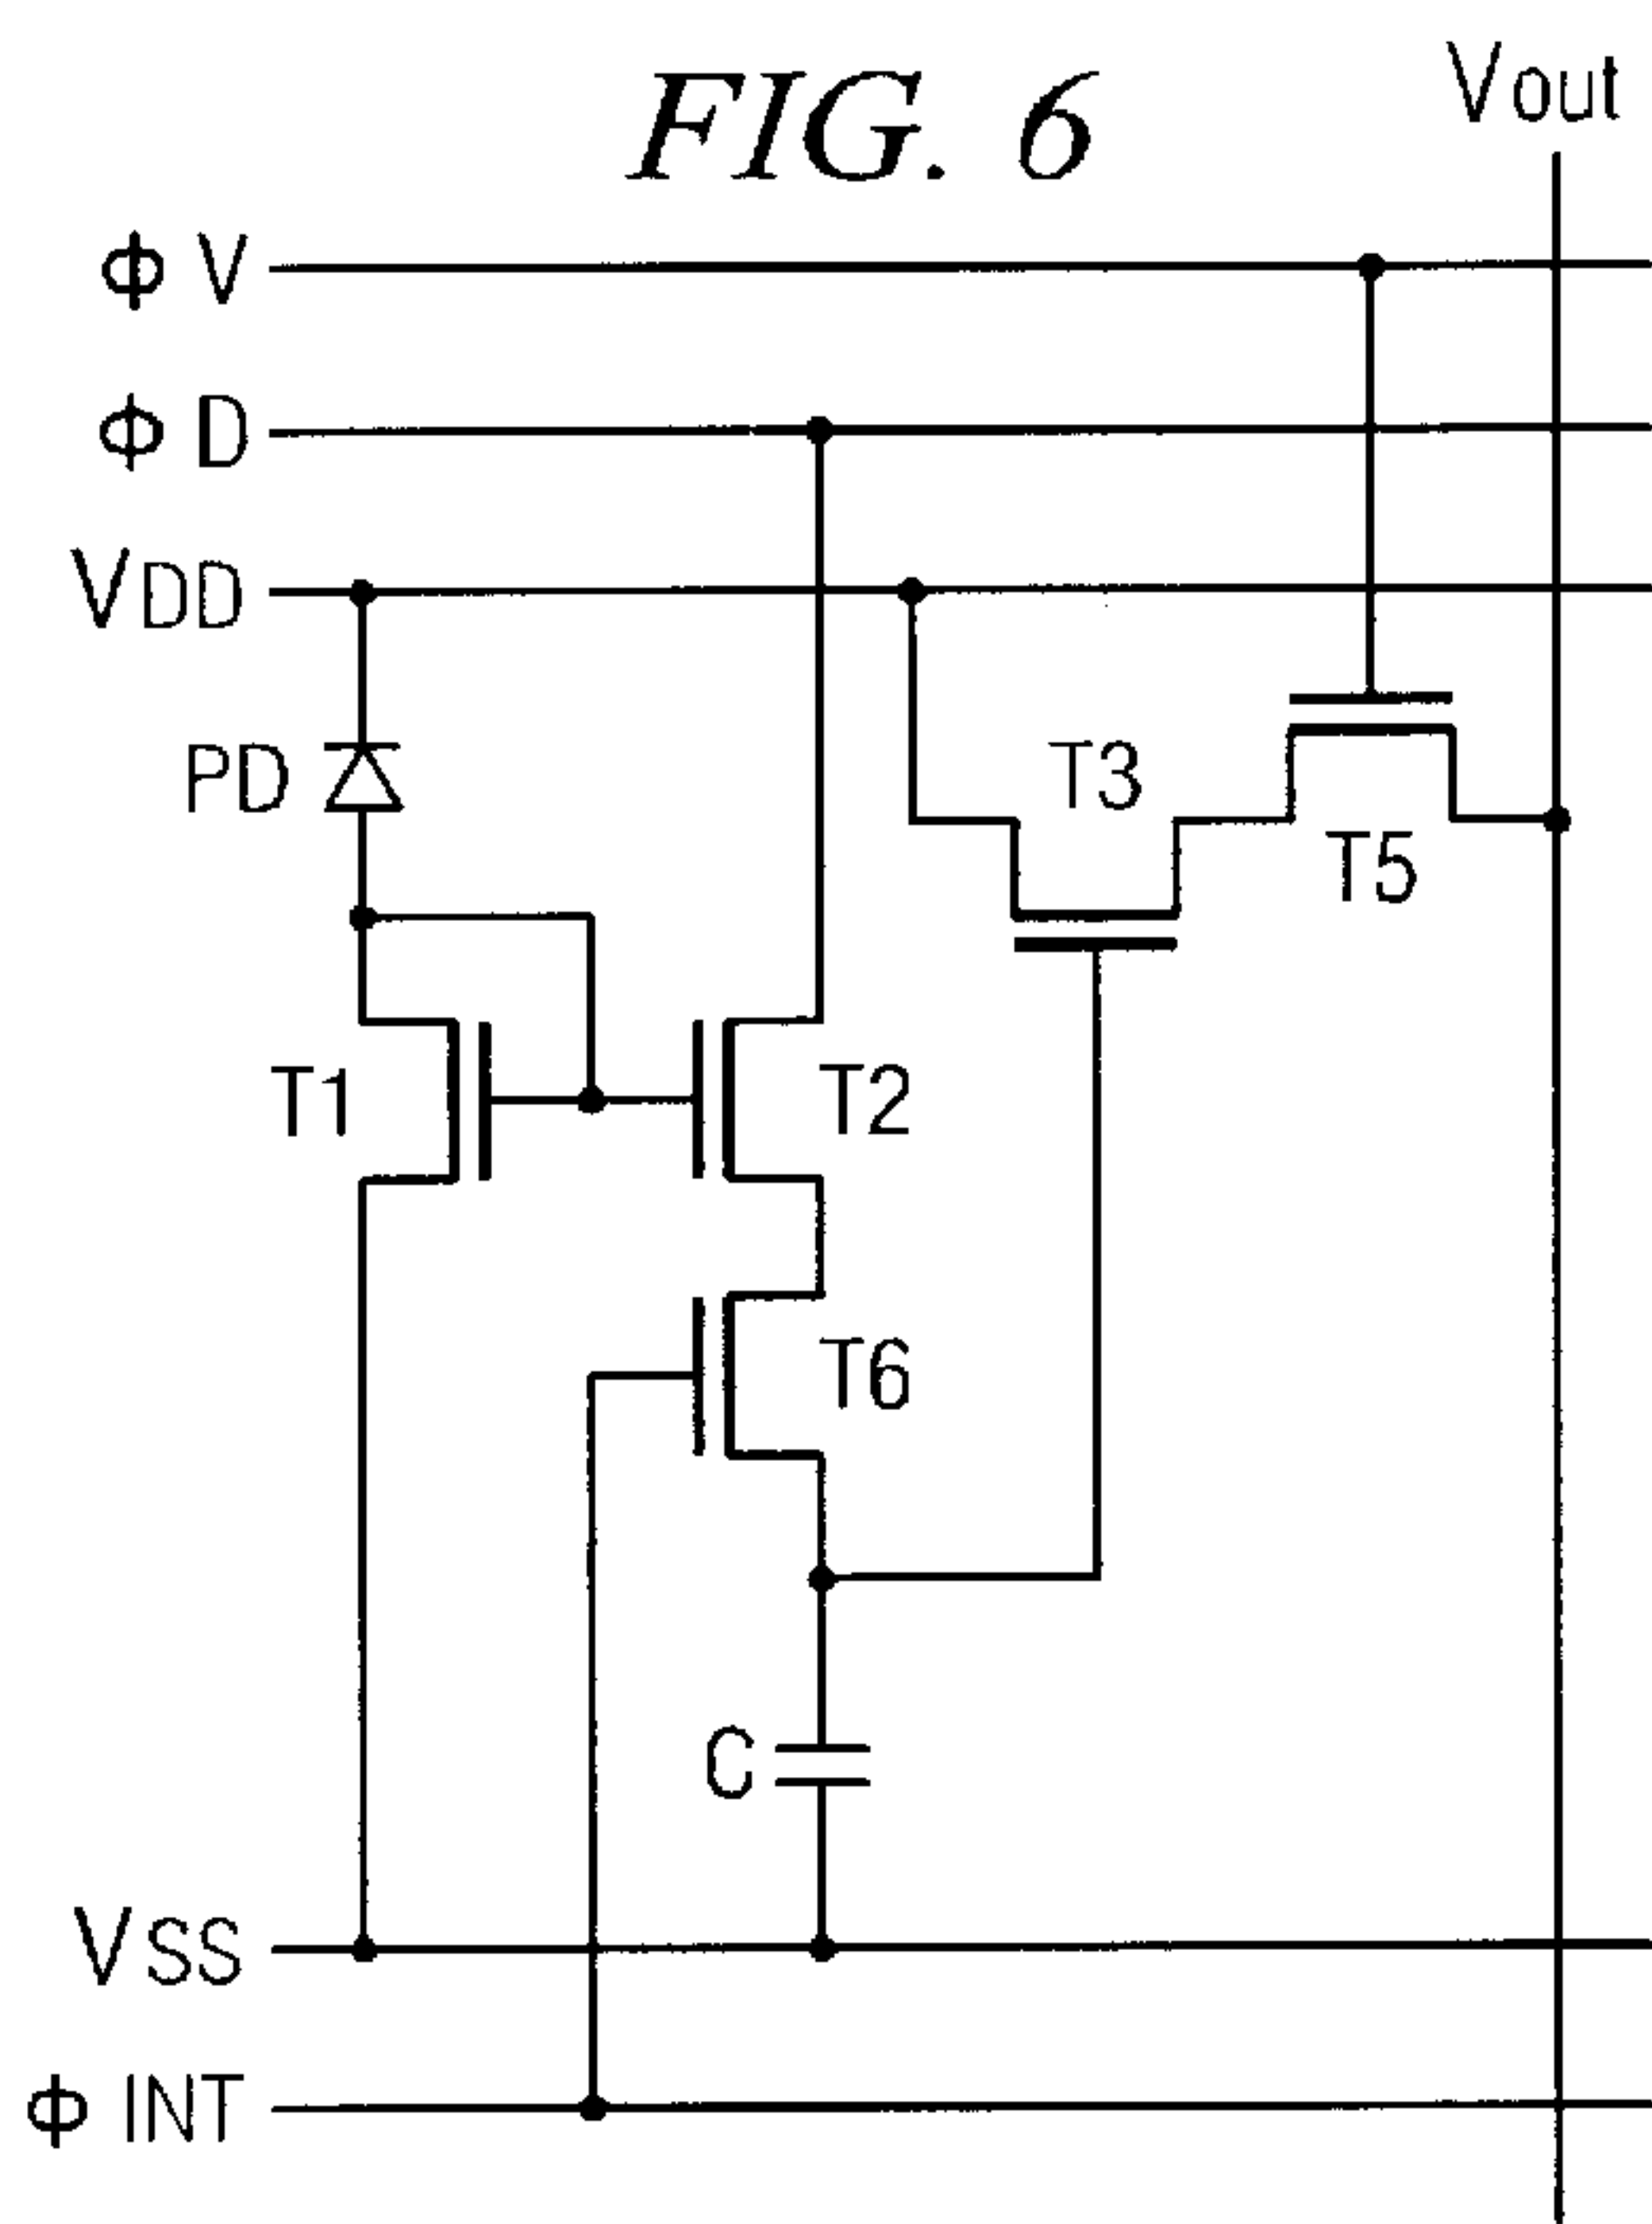 FIG. 6
Vout
Φ V
Φ D
VDD
PD
T3
T5
T1
T2
T6
C
VSS
Φ INT